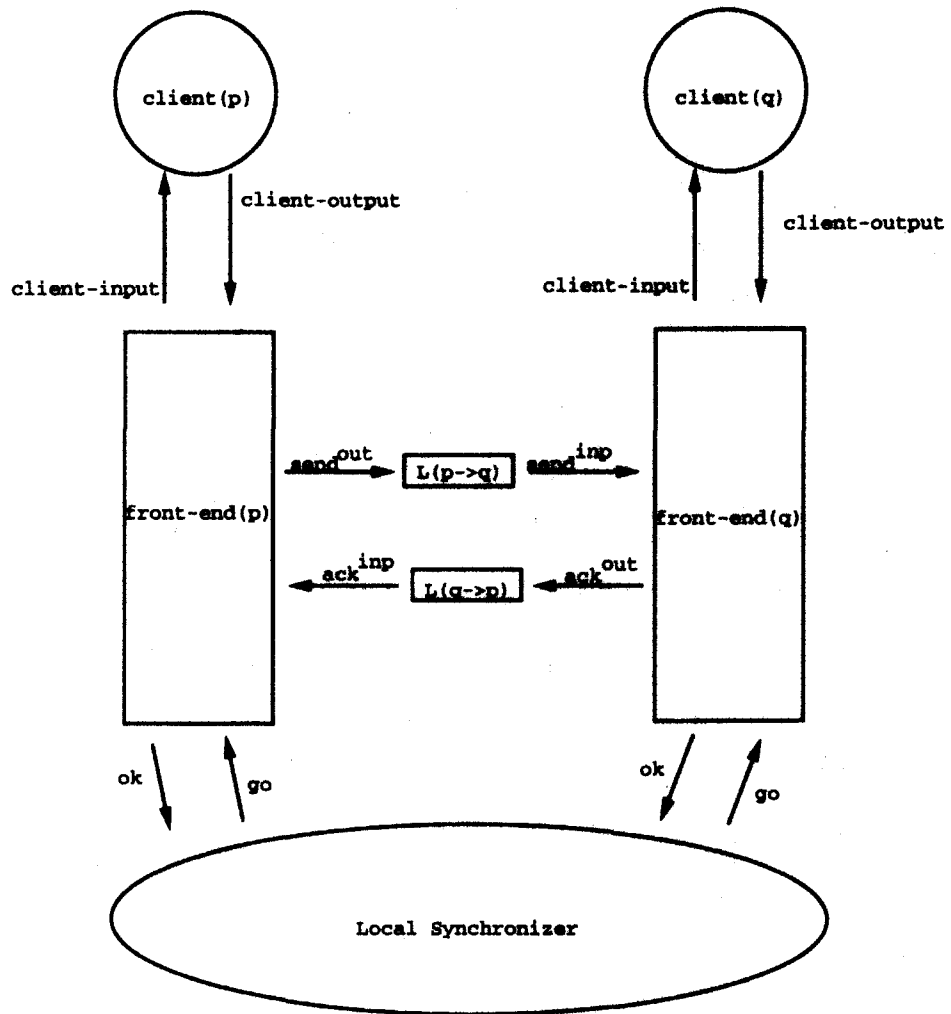 client(p)
client(q)
client-output
client-output
client-input
client-input
send^out
L(p->q)
send^inp
front-end(p)
front-end(q)
ack^inp
L(q->p)
ack^out
ok
go
ok
go
Local Synchronizer